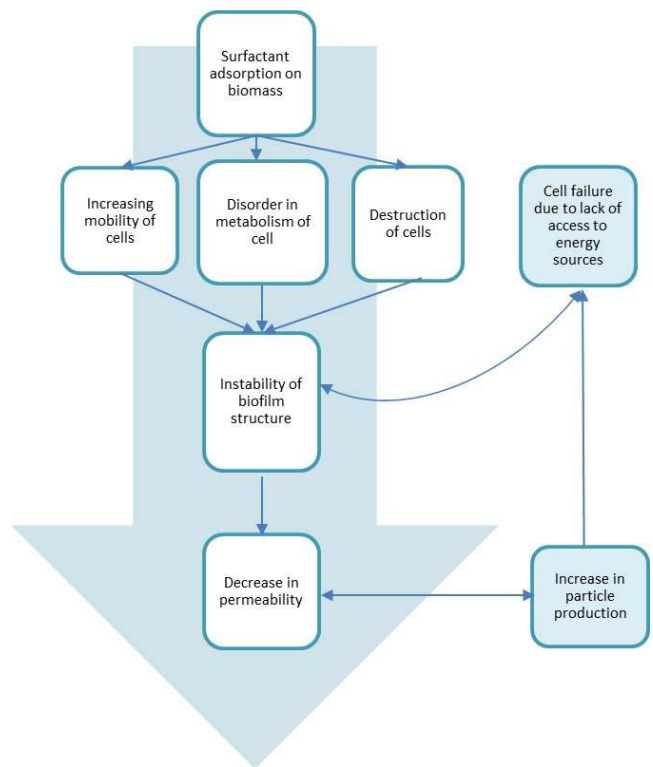 Surfactant
adsorption on
biomass
Increasing
mobility of
cells
Disorder in
metabolism of
cell
Destruction
of cells
Cell failure
due to lack of
access to
energy
sources
Instability of
biofilm
structure
Decrease in
permeability
Increase in
particle
production